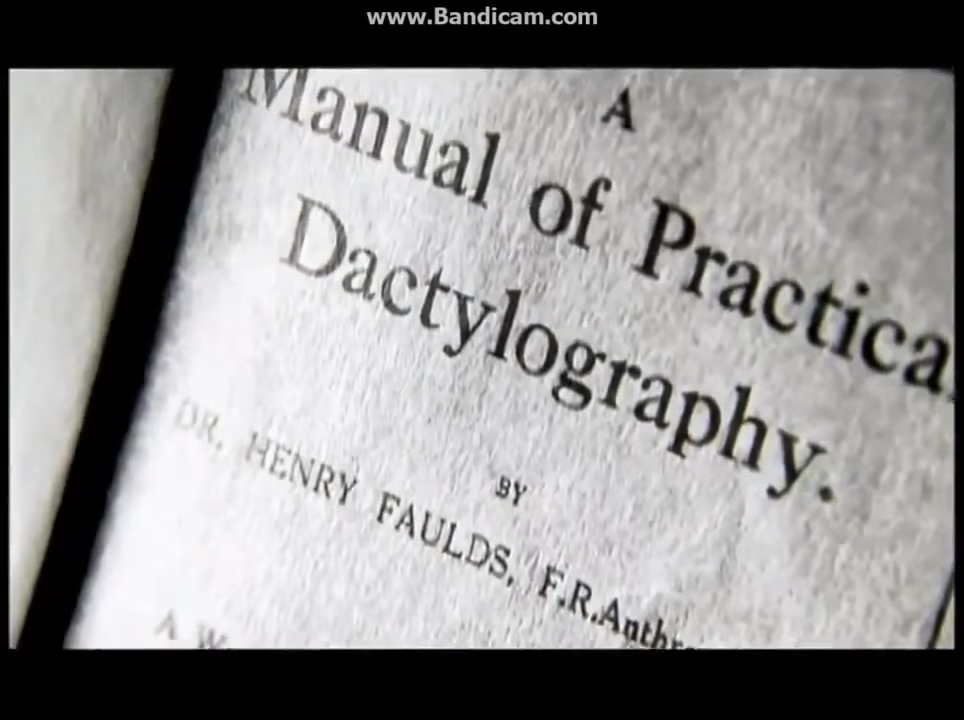 www.Bandicam.com
A
Manual of Practica
Dactylography.
BY
DR. HENRY FAULDS, F.R.Anthr
A W